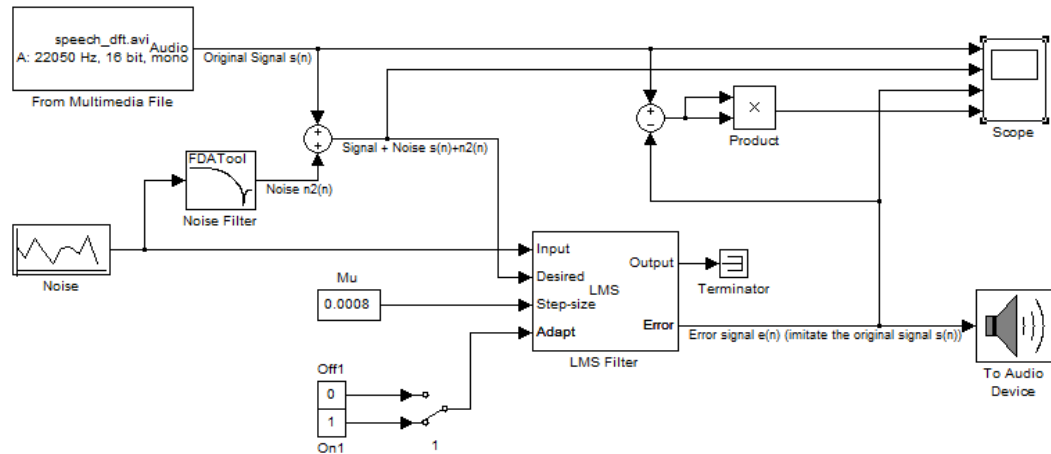 speech_dft.avi
Audio
A: 22050 Hz, 16 bit, mono
From Multimedia File
Original Signal s(n)
+
+
Signal + Noise s(n)+n2(n)
FDATool
Noise Filter
Noise n2(n)
+
−
×
Product
Scope
Noise
Mu
0.0008
Input
Desired
Step-size
Adapt
LMS
Output
Error
LMS Filter
Terminator
Error signal e(n) (imitate the original signal s(n))
To Audio
Device
Off1
0
1
On1
1